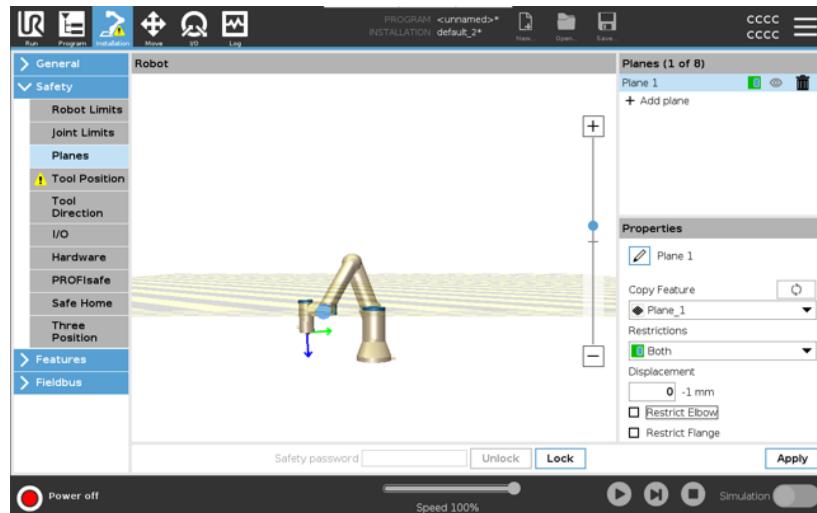 PROGRAM <unnamed>*
INSTALLATION default_2*
cccc
cccc
UR
Run
Program
Installation
Move
I/O
Log
New...
Open...
Save...
General
Safety
Robot Limits
Joint Limits
Planes
Tool Position
Tool
Direction
I/O
Hardware
PROFIsafe
Safe Home
Three
Position
Features
Fieldbus
Robot
Planes (1 of 8)
Plane 1
+ Add plane
Properties
Plane 1
Copy Feature
Plane_1
Restrictions
Both
Displacement
0 -1 mm
Restrict Elbow
Restrict Flange
Safety password
Unlock
Lock
Apply
Power off
Speed 100%
Simulation